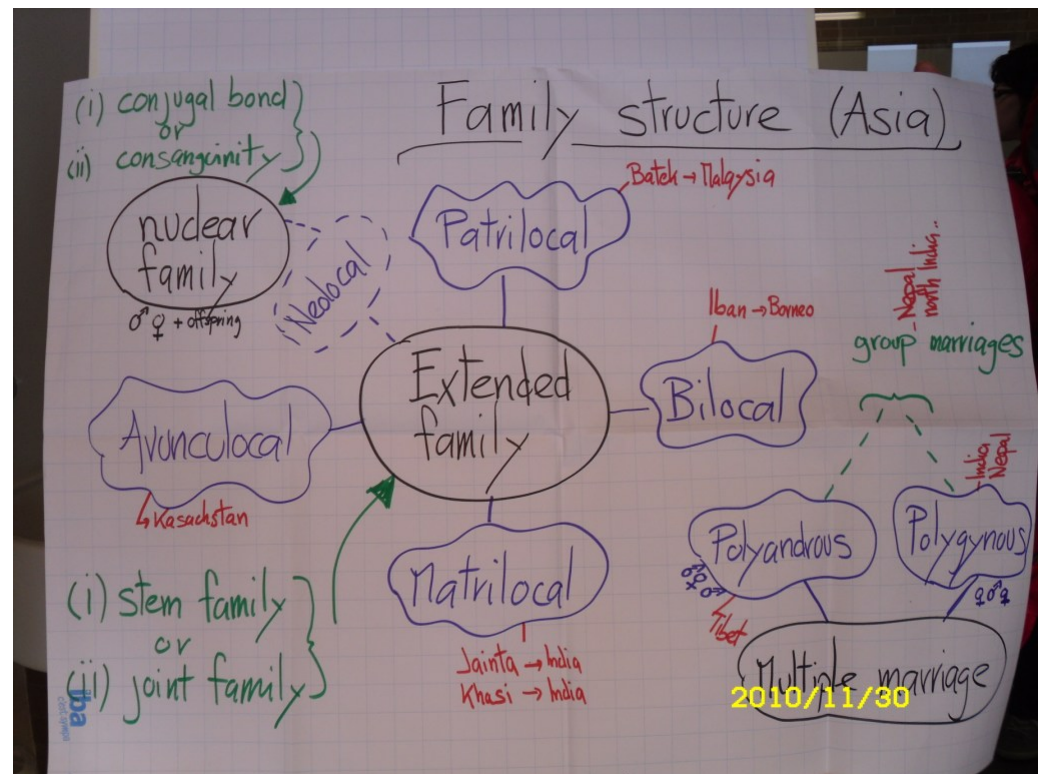 Family structure (Asia)
(i) conjugal bond
or
(ii) consanguinity
nuclear
family
♂ ♀ + offspring
Neolocal
Patrilocal
Batek → Malaysia
Iban → Borneo
Bilocal
- Nepal
north India..
group marriages
Extended
family
Avunculocal
↳ Kasachstan
Matrilocal
Jainta → India
Khasi → India
(i) stem family
or
(ii) joint family
Polyandrous
♂♀♂
Tibet
Polygynous
♀♂♀
- India
Nepal
Multiple marriage
2010/11/30
iba